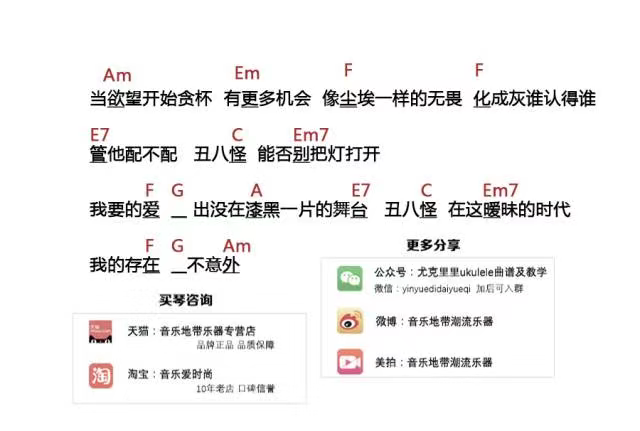 Am Em F F
当欲望开始贪杯 有更多机会 像尘埃一样的无畏 化成灰谁认得谁
E7 C Em7
管他配不配 丑八怪 能否别把灯打开
F G A E7 C Em7
我要的爱 __ 出没在漆黑一片的舞台 丑八怪 在这暧昧的时代
F G Am
我的存在 __不意外
更多分享
公众号：尤克里里ukulele曲谱及教学
微信：yinyuedidaiyueqi 加后可入群
微博：音乐地带潮流乐器
美拍：音乐地带潮流乐器
买琴咨询
天猫
天猫：音乐地带乐器专营店
品牌正品 品质保障
淘
淘宝：音乐爱时尚
10年老店 口碑信誉